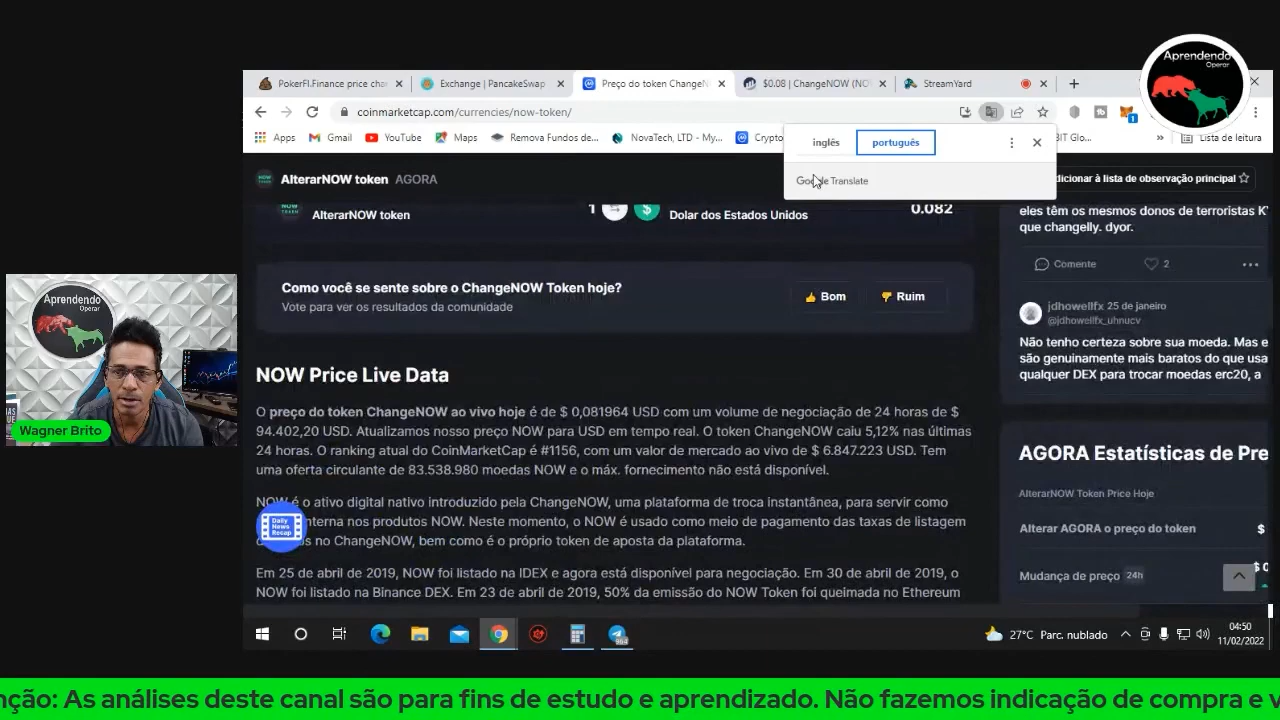 Aprendendo
Operar
PokerFI.Finance price char
Exchange | PancakeSwap
Preço do token ChangeN
$0.08 | ChangeNOW (NO
StreamYard
coinmarketcap.com/currencies/now-token/
Apps
Gmail
YouTube
Maps
Remova Fundos de...
NovaTech, LTD - My...
Crypto
BIT Glo...
»
Lista de leitura
inglês
português
Google Translate
AlterarNOW token AGORA
dicionar à lista de observação principal
AlterarNOW token
1
Dolar dos Estados Unidos
0.082
Como você se sente sobre o ChangeNOW Token hoje?
Vote para ver os resultados da comunidade
Bom
Ruim
NOW Price Live Data
O preço do token ChangeNOW ao vivo hoje é de $ 0,081964 USD com um volume de negociação de 24 horas de $
94.402,20 USD. Atualizamos nosso preço NOW para USD em tempo real. O token ChangeNOW caiu 5,12% nas últimas
24 horas. O ranking atual do CoinMarketCap é #1156, com um valor de mercado ao vivo de $ 6.847.223 USD. Tem
uma oferta circulante de 83.538.980 moedas NOW e o máx. fornecimento não está disponível.
NOW é o ativo digital nativo introduzido pela ChangeNOW, uma plataforma de troca instantânea, para servir como
nterna nos produtos NOW. Neste momento, o NOW é usado como meio de pagamento das taxas de listagem
s no ChangeNOW, bem como é o próprio token de aposta da plataforma.
Em 25 de abril de 2019, NOW foi listado na IDEX e agora está disponível para negociação. Em 30 de abril de 2019, o
NOW foi listado na Binance DEX. Em 23 de abril de 2019, 50% da emissão do NOW Token foi queimada no Ethereum
Daily
News
Recap
eles têm os mesmos donos de terroristas K
que changelly. dyor.
Comente
2
jdhowellfx 25 de janeiro
@jdhowellfx_uhnucv
Não tenho certeza sobre sua moeda. Mas e
são genuinamente mais baratos do que usa
qualquer DEX para trocar moedas erc20, a
AGORA Estatísticas de Pre
AlterarNOW Token Price Hoje
Alterar AGORA o preço do token
$
Mudança de preço 24h
$0
Aprendendo
Operar
Wagner Brito
964
27°C Parc. nublado
04:50
11/02/2022
nção: As análises deste canal são para fins de estudo e aprendizado. Não fazemos indicação de compra e v